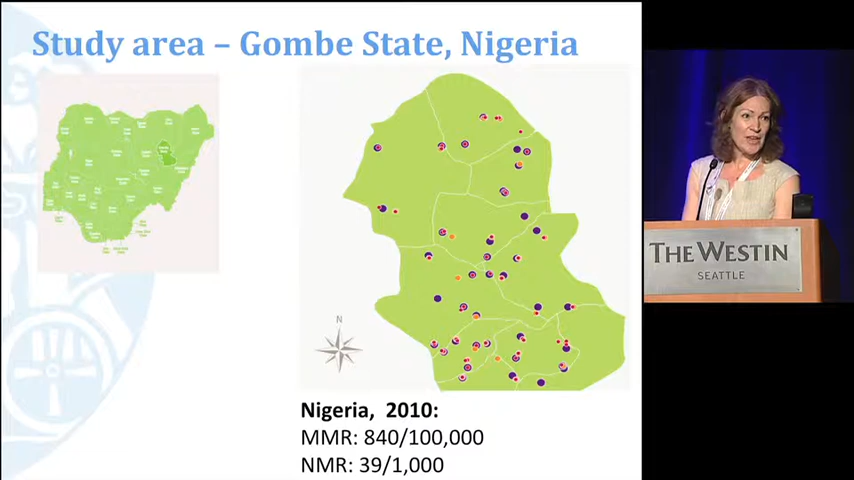 Study area – Gombe State, Nigeria
N
Nigeria, 2010:
MMR: 840/100,000
NMR: 39/1,000
THE WESTIN
SEATTLE